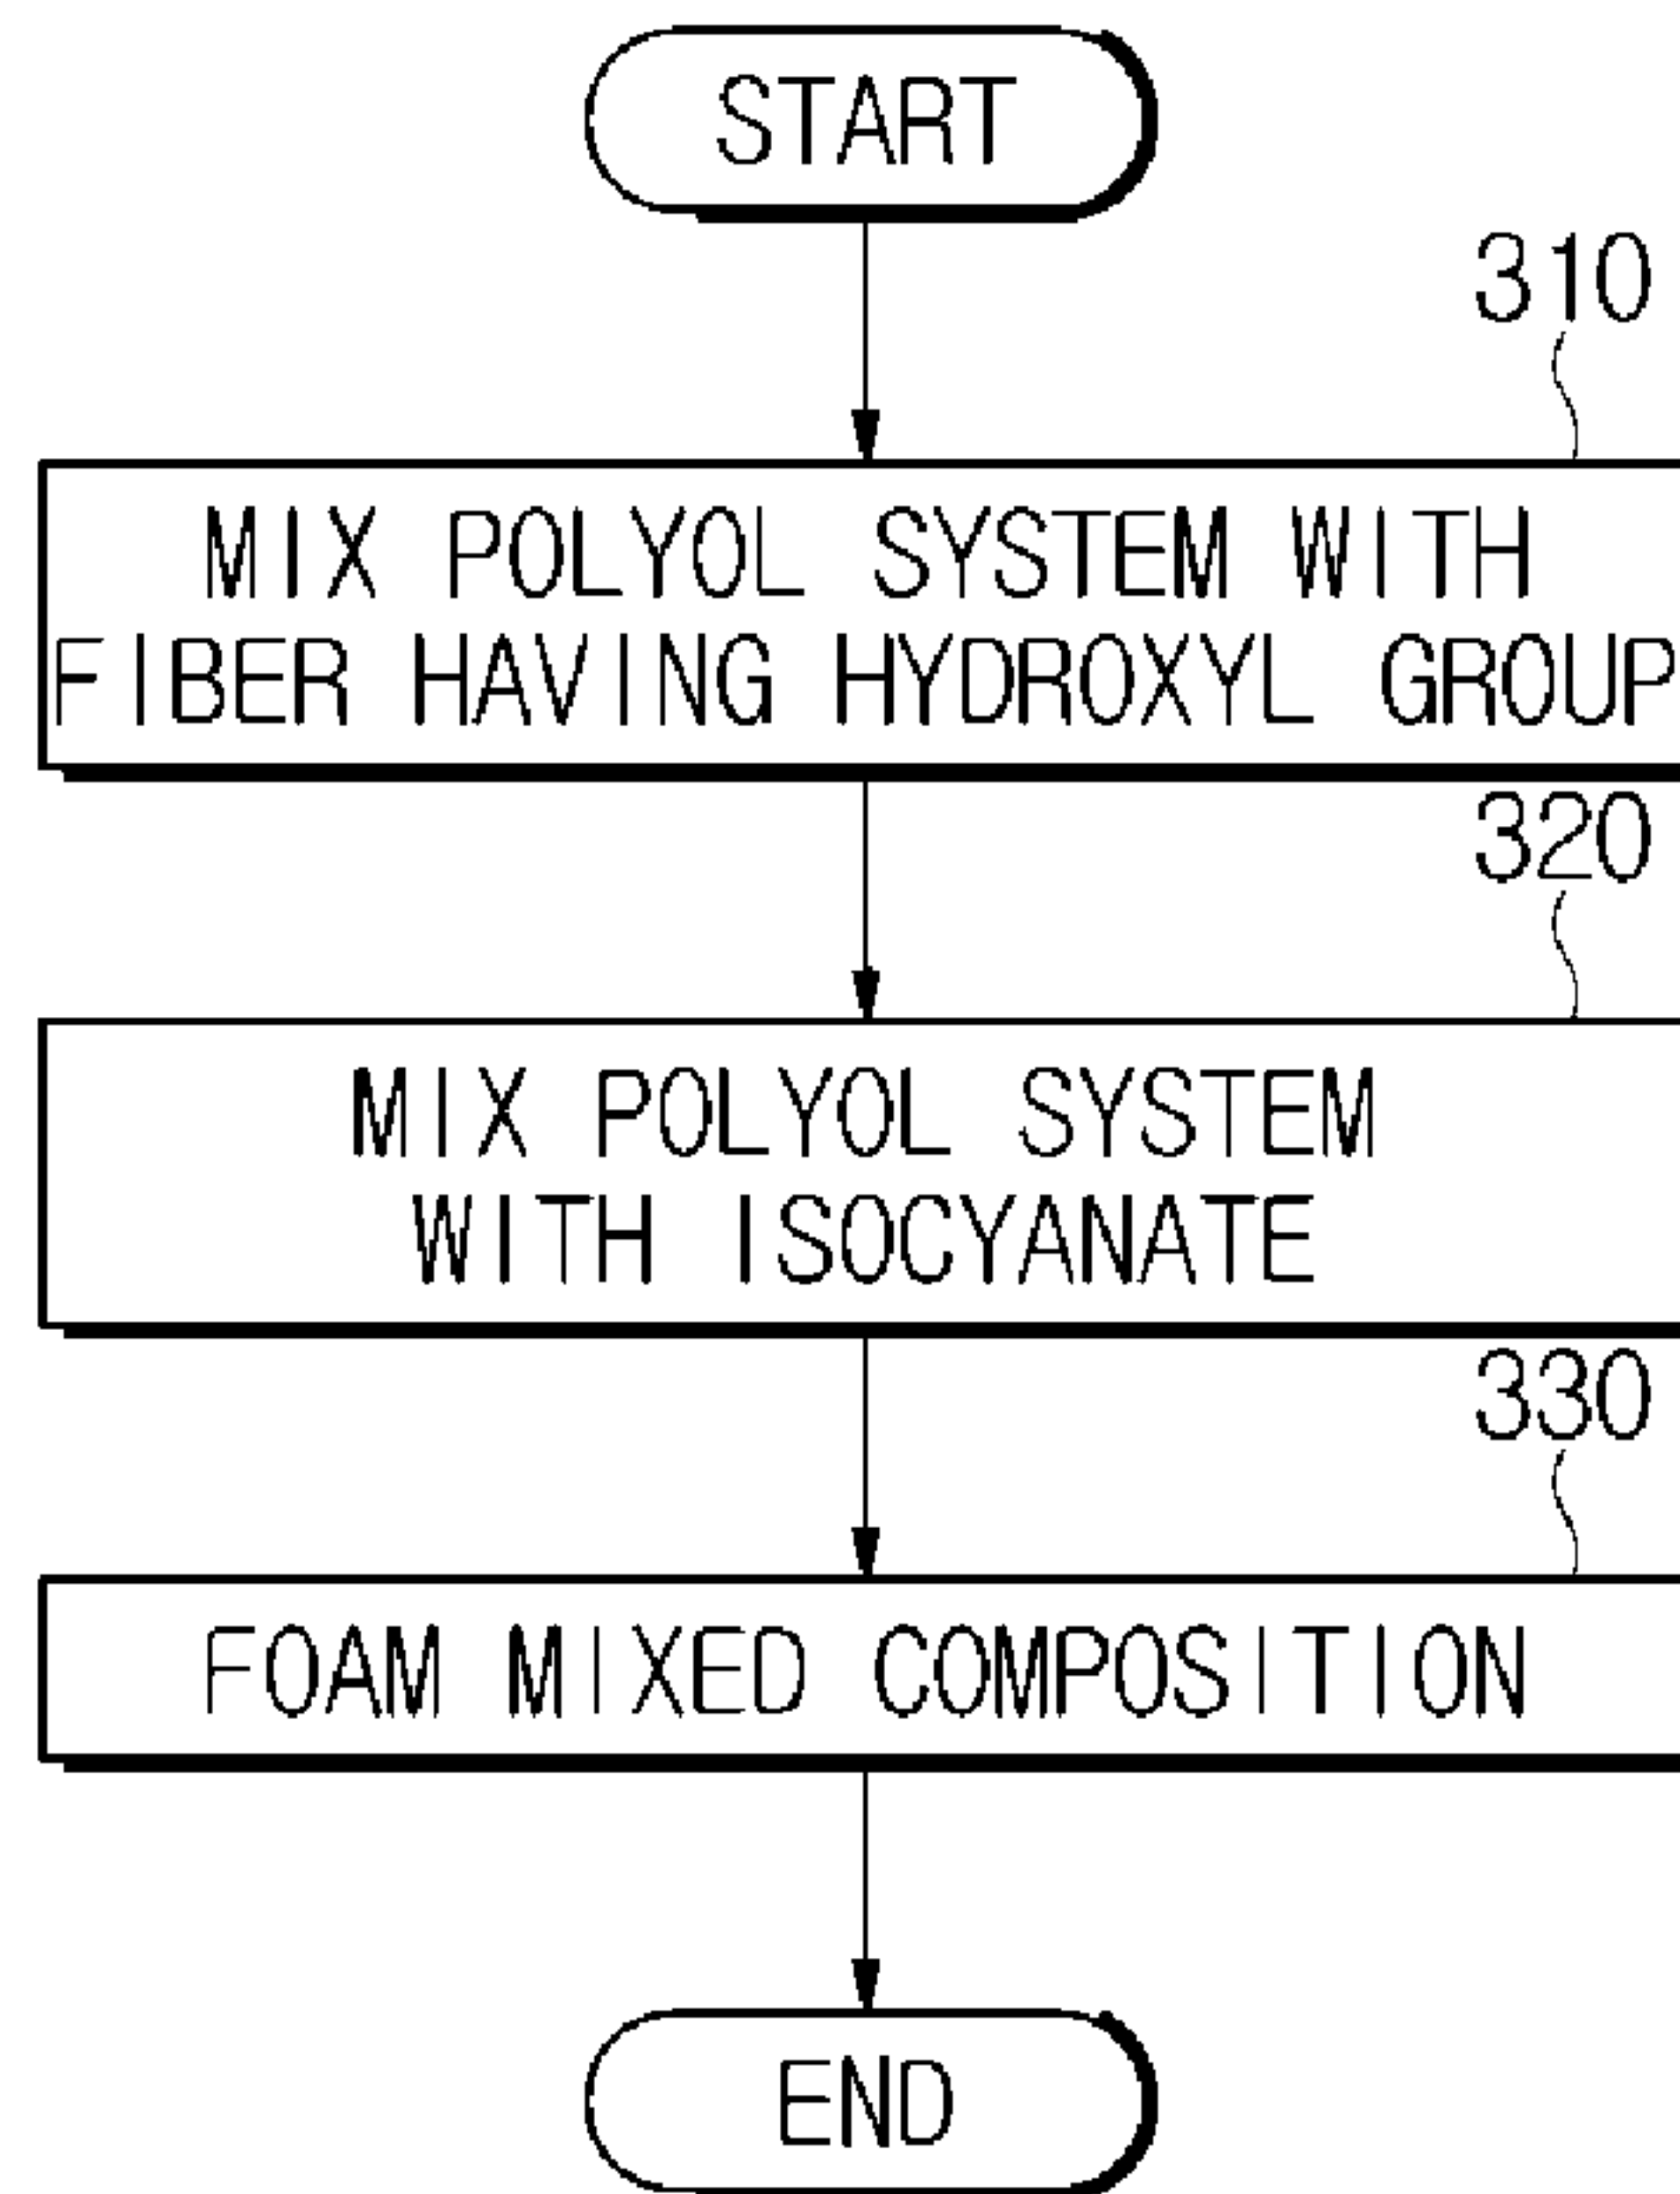 START
310
MIX POLYOL SYSTEM WITH
FIBER HAVING HYDROXYL GROUP
320
MIX POLYOL SYSTEM
WITH ISOCYANATE
330
FOAM MIXED COMPOSITION
END